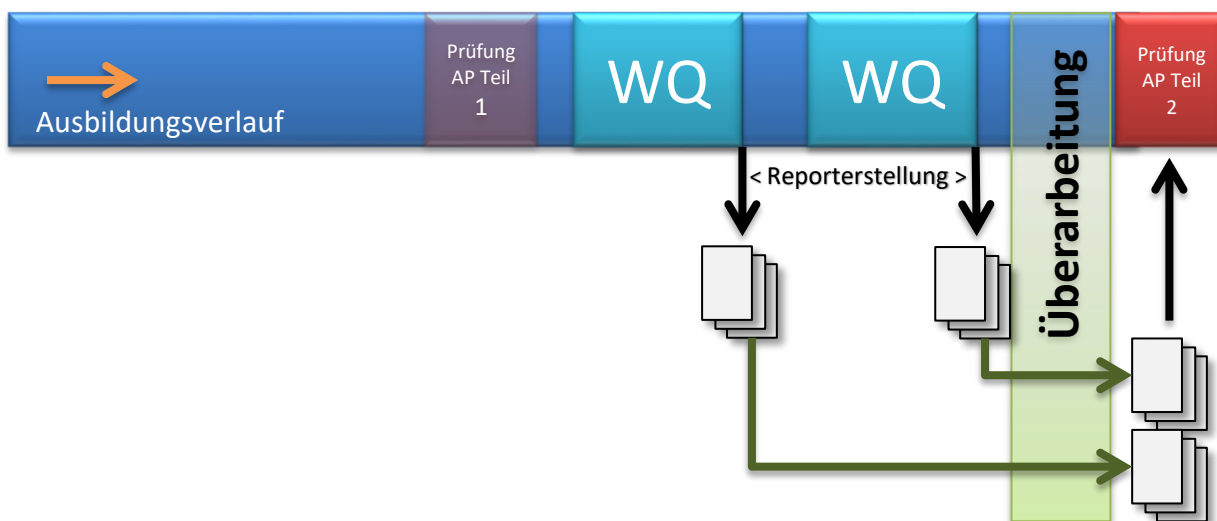 Ausbildungsverlauf
Prüfung
AP Teil
1
WQ
WQ
Überarbeitung
Prüfung
AP Teil
2
< Reporterstellung >